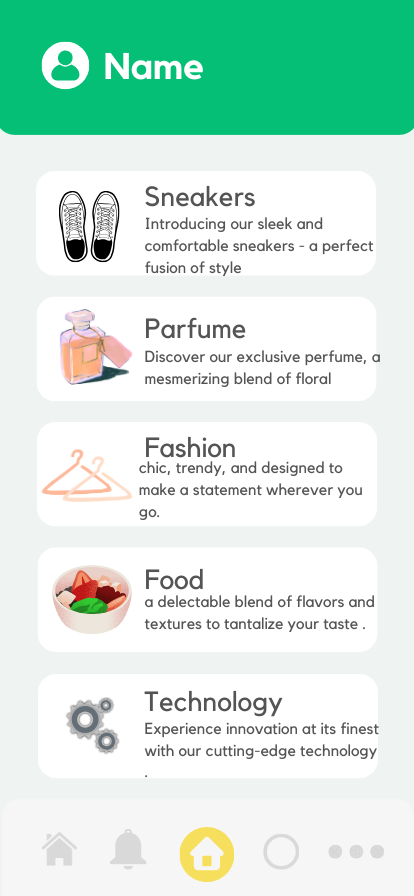 Name
Sneakers
Introducing our sleek and
comfortable sneakers - a perfect
fusion of style
Parfume
Discover our exclusive perfume, a
mesmerizing blend of floral
Fashion
chic, trendy, and designed to
make a statement wherever you
go.
Food
a delectable blend of flavors and
textures to tantalize your taste .
Technology
Experience innovation at its finest
with our cutting-edge technology
.